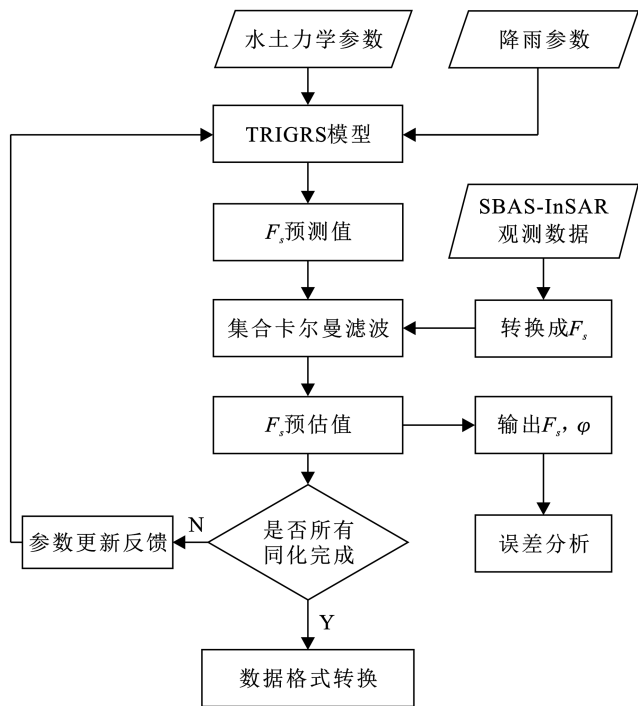 水土力学参数
降雨参数
TRIGRS模型
Fs预测值
SBAS-InSAR
观测数据
集合卡尔曼滤波
转换成Fs
Fs预估值
输出Fs，φ
是否所有
同化完成
N
参数更新反馈
误差分析
Y
数据格式转换